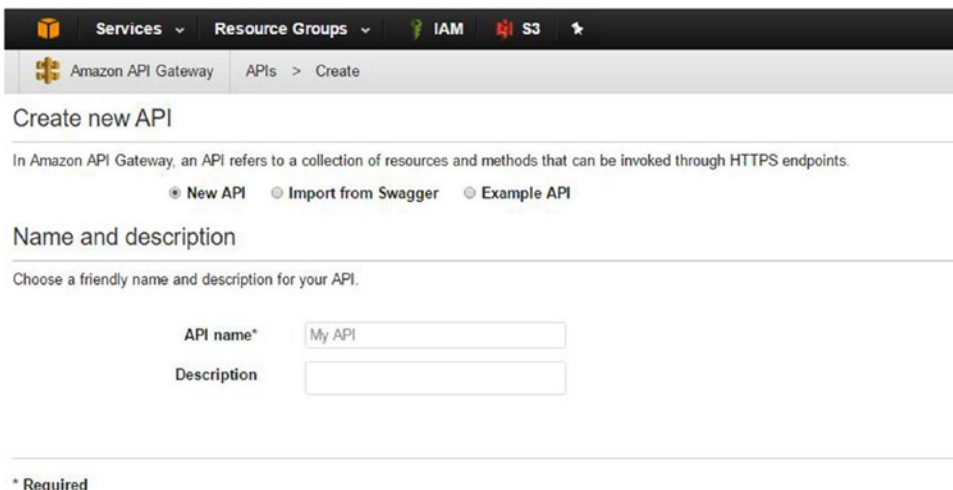 Services Resource Groups IAM S3
Amazon API Gateway APIs > Create
Create new API
In Amazon API Gateway, an API refers to a collection of resources and methods that can be invoked through HTTPS endpoints.
New API Import from Swagger Example API
Name and description
Choose a friendly name and description for your API.
API name* My API
Description
* Required